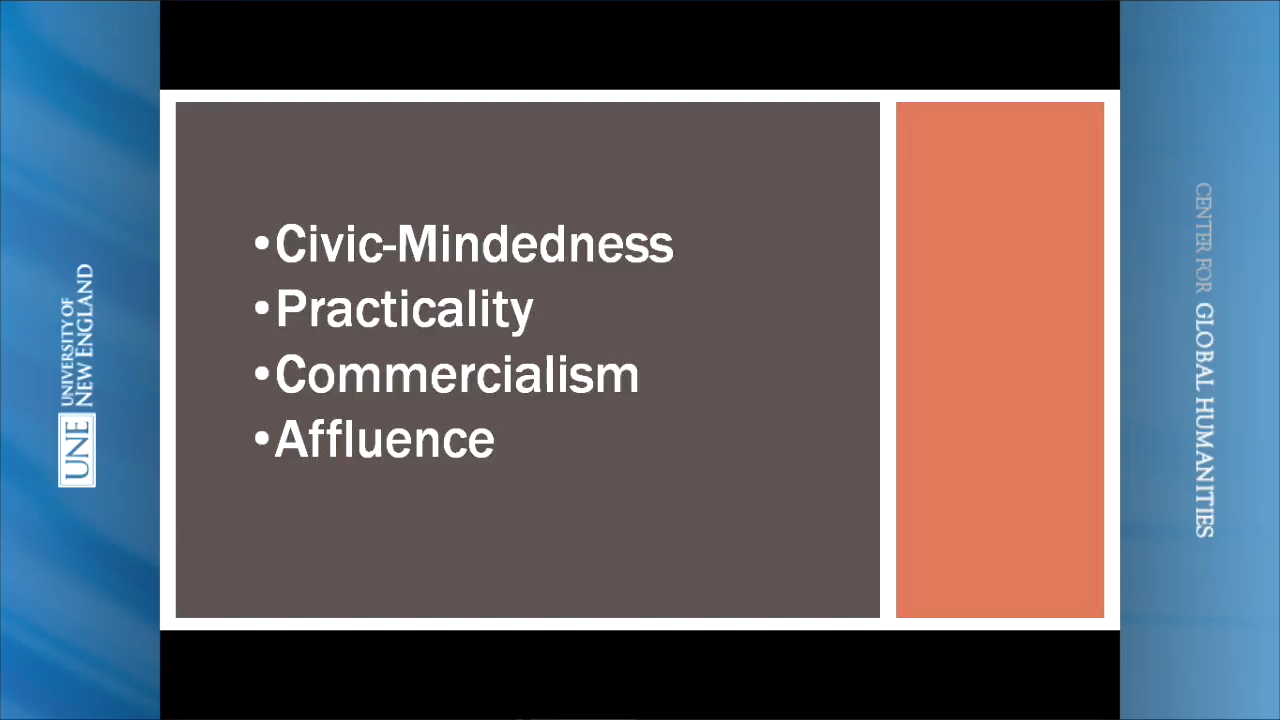 UNE
UNIVERSITY OF
NEW ENGLAND
•Civic-Mindedness
•Practicality
•Commercialism
•Affluence
CENTER FOR GLOBAL HUMANITIES